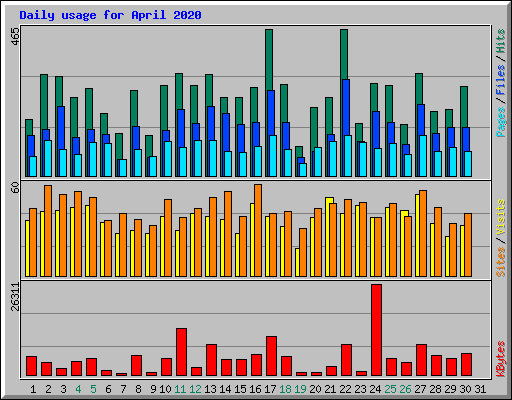 Daily usage for April 2020
465
Pages / Files / Hits
60
Sites / Visits
26311
KBytes
1 2 3 4 5 6 7 8 9 10 11 12 13 14 15 16 17 18 19 20 21 22 23 24 25 26 27 28 29 30 31